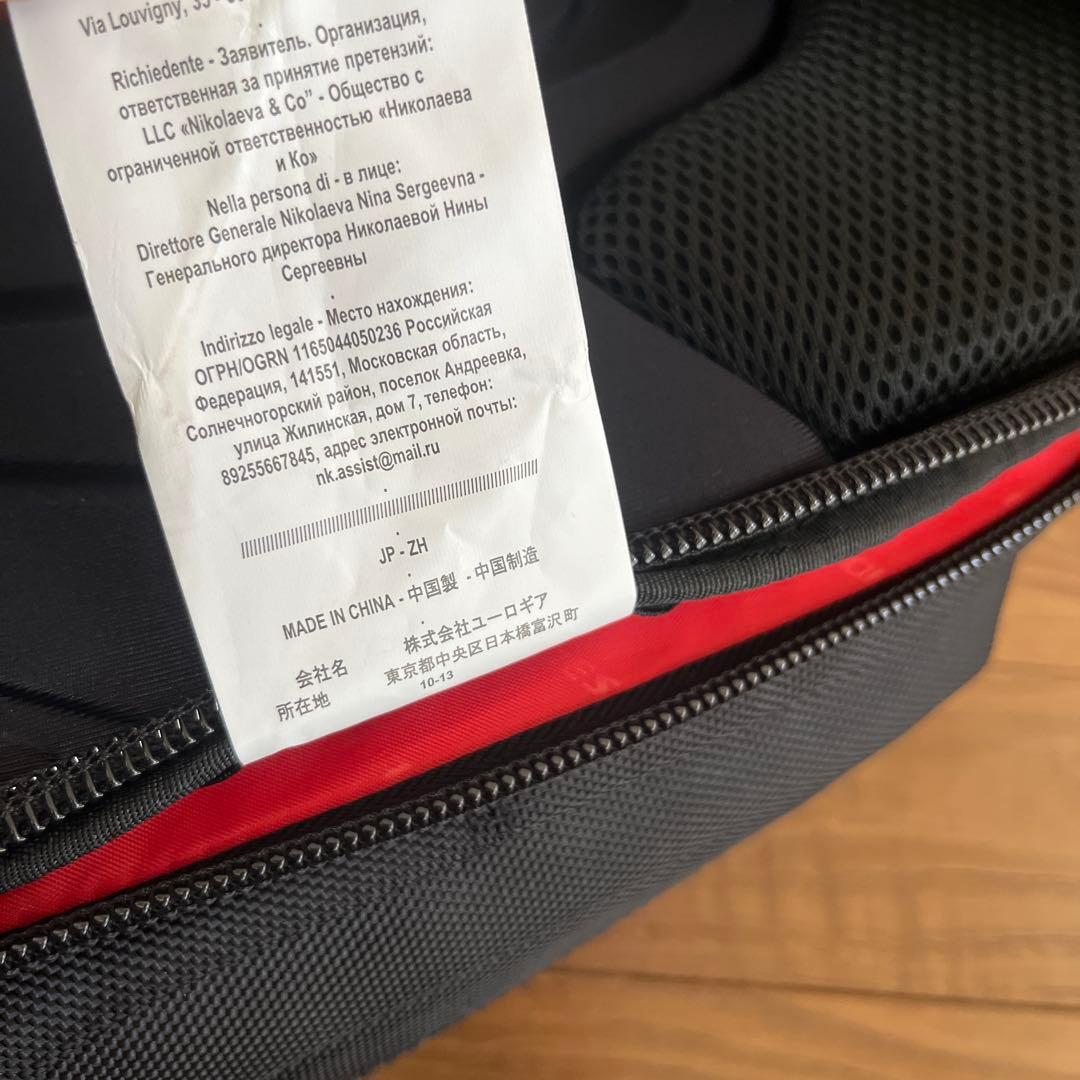 Via Louvigny, 35 -
Richiedente - Заявитель. Организация,
ответственная за принятие претензий:
LLC «Nikolaeva & Co” - Общество с
ограниченной ответственностью «Николаева
и Ко»
Nella persona di - в лице:
Direttore Generale Nikolaeva Nina Sergeevna -
Генерального директора Николаевой Нины
Сергеевны
.
Indirizzo legale - Место нахождения:
ОГРН/OGRN 1165044050236 Российская
Федерация, 141551, Московская область,
Солнечногорский район, поселок Андреевка,
улица Жилинская, дом 7, телефон:
89255667845, адрес электронной почты:
nk.assist@mail.ru
.
.
JP - ZH
.
MADE IN CHINA - 中国製 - 中国制造
.
会社名 株式会社ユーロギア
所在地 東京都中央区日本橋富沢町
10-13